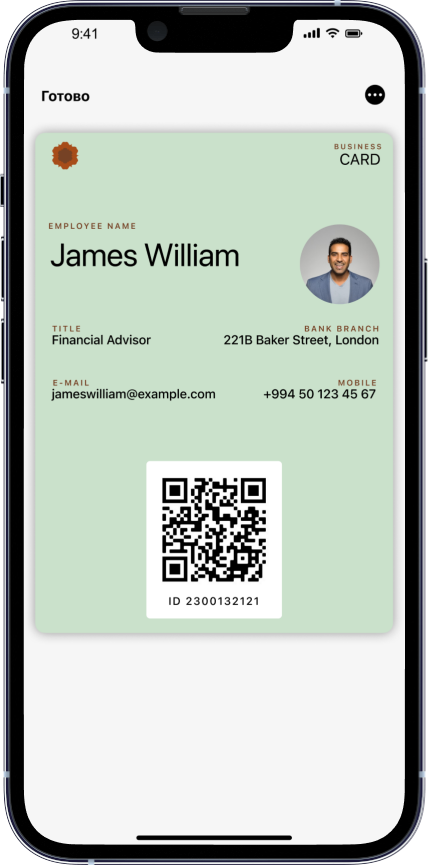 9:41
Готово
BUSINESS
CARD
EMPLOYEE NAME
James William
TITLE
BANK BRANCH
Financial Advisor
221B Baker Street, London
E-MAIL
MOBILE
jameswilliam@example.com
+994 50 123 45 67
ID 2300132121